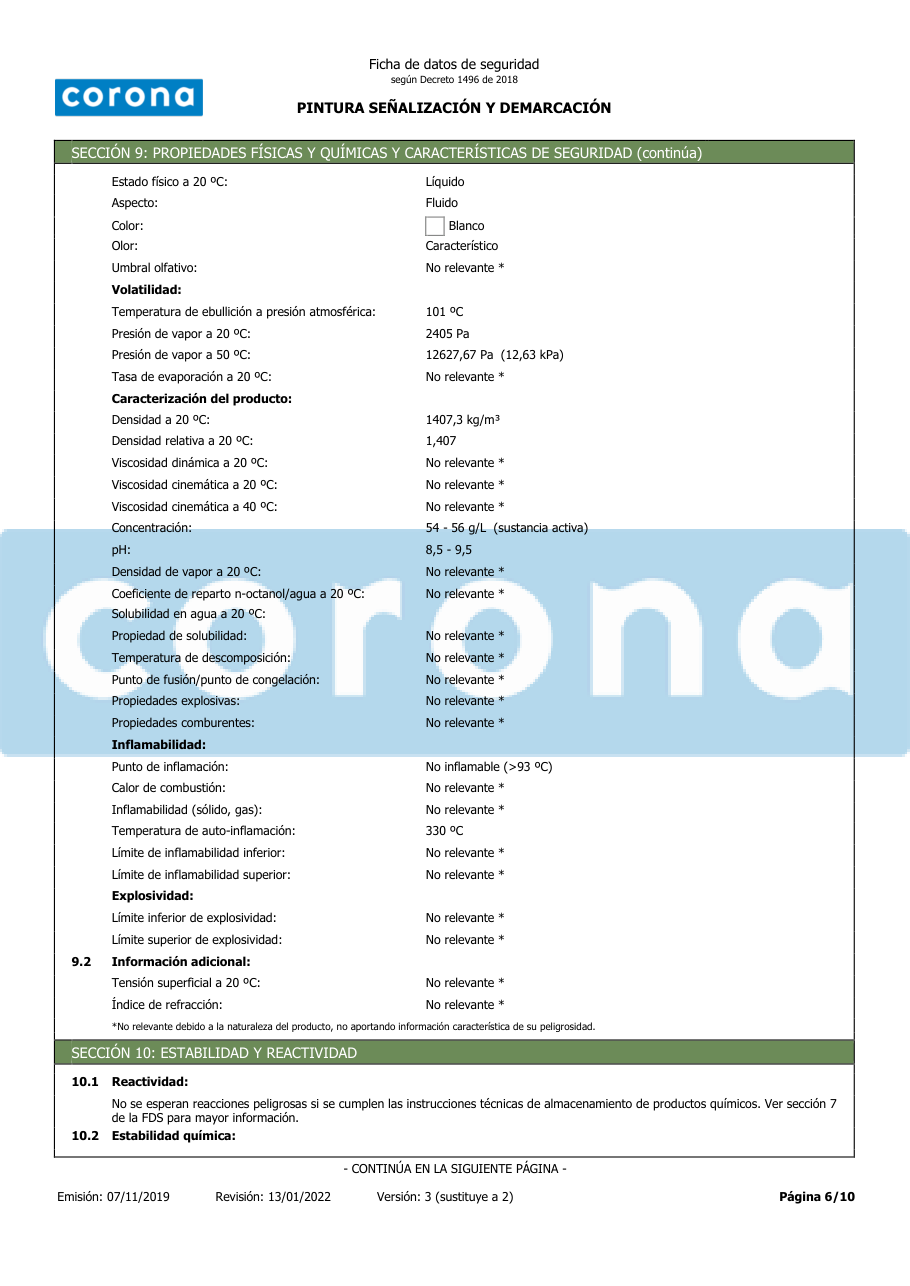 Ficha de datos de seguridad
según Decreto 1496 de 2018
corona
PINTURA SEÑALIZACIÓN Y DEMARCACIÓN
SECCIÓN 9: PROPIEDADES FÍSICAS Y QUÍMICAS Y CARACTERÍSTICAS DE SEGURIDAD (continúa)
Estado físico a 20 ºC: Líquido
Aspecto: Fluido
Color: Blanco
Olor: Característico
Umbral olfativo: No relevante *
Volatilidad:
Temperatura de ebullición a presión atmosférica: 101 ºC
Presión de vapor a 20 ºC: 2405 Pa
Presión de vapor a 50 ºC: 12627,67 Pa (12,63 kPa)
Tasa de evaporación a 20 ºC: No relevante *
Caracterización del producto:
Densidad a 20 ºC: 1407,3 kg/m³
Densidad relativa a 20 ºC: 1,407
Viscosidad dinámica a 20 ºC: No relevante *
Viscosidad cinemática a 20 ºC: No relevante *
Viscosidad cinemática a 40 ºC: No relevante *
Concentración: 54 - 56 g/L (sustancia activa)
pH: 8,5 - 9,5
Densidad de vapor a 20 ºC: No relevante *
Coeficiente de reparto n-octanol/agua a 20 ºC: No relevante *
Solubilidad en agua a 20 ºC:
Propiedad de solubilidad: No relevante *
Temperatura de descomposición: No relevante *
Punto de fusión/punto de congelación: No relevante *
Propiedades explosivas: No relevante *
Propiedades comburentes: No relevante *
corona
Inflamabilidad:
Punto de inflamación: No inflamable (>93 ºC)
Calor de combustión: No relevante *
Inflamabilidad (sólido, gas): No relevante *
Temperatura de auto-inflamación: 330 ºC
Límite de inflamabilidad inferior: No relevante *
Límite de inflamabilidad superior: No relevante *
Explosividad:
Límite inferior de explosividad: No relevante *
Límite superior de explosividad: No relevante *
9.2 Información adicional:
Tensión superficial a 20 ºC: No relevante *
Índice de refracción: No relevante *
*No relevante debido a la naturaleza del producto, no aportando información característica de su peligrosidad.
SECCIÓN 10: ESTABILIDAD Y REACTIVIDAD
10.1 Reactividad:
No se esperan reacciones peligrosas si se cumplen las instrucciones técnicas de almacenamiento de productos químicos. Ver sección 7
de la FDS para mayor información.
10.2 Estabilidad química:
- CONTINÚA EN LA SIGUIENTE PÁGINA -
Emisión: 07/11/2019 Revisión: 13/01/2022 Versión: 3 (sustituye a 2) Página 6/10